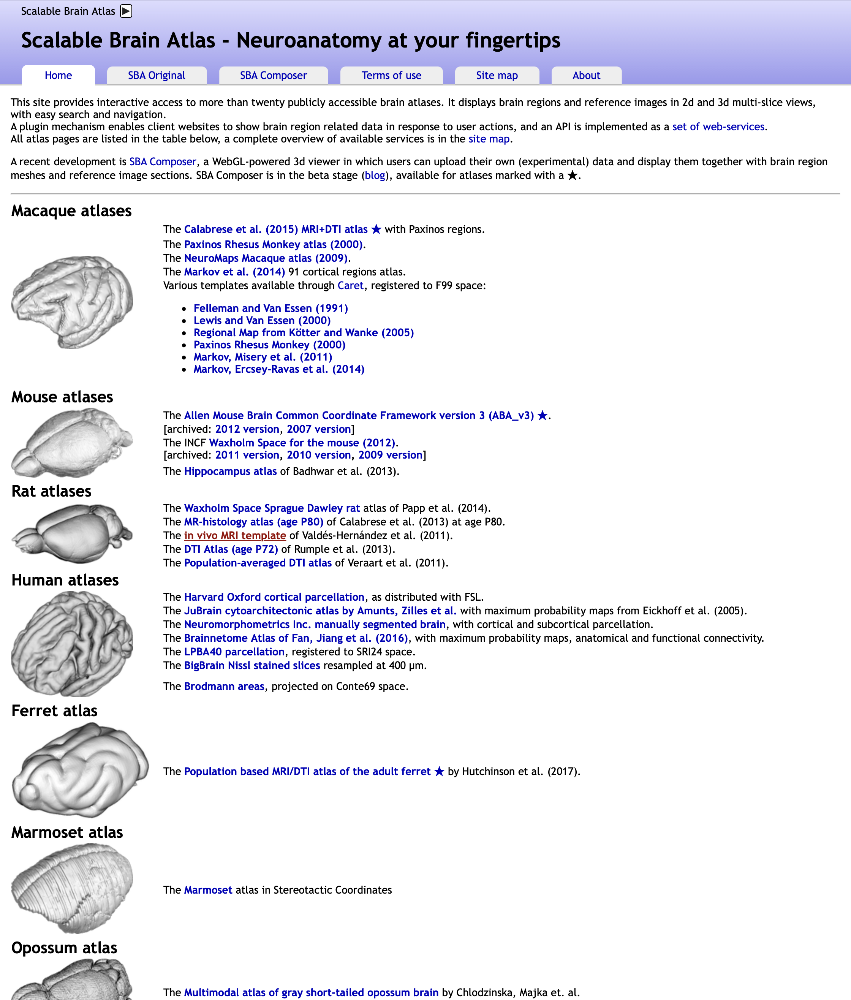 Scalable Brain Atlas
Scalable Brain Atlas - Neuroanatomy at your fingertips
Home
SBA Original
SBA Composer
Terms of use
Site map
About
This site provides interactive access to more than twenty publicly accessible brain atlases. It displays brain regions and reference images in 2d and 3d multi-slice views,
with easy search and navigation.
A plugin mechanism enables client websites to show brain region related data in response to user actions, and an API is implemented as a set of web-services.
All atlas pages are listed in the table below, a complete overview of available services is in the site map.
A recent development is SBA Composer, a WebGL-powered 3d viewer in which users can upload their own (experimental) data and display them together with brain region
meshes and reference image sections. SBA Composer is in the beta stage (blog), available for atlases marked with a ★.
Macaque atlases
The Calabrese et al. (2015) MRI+DTI atlas ★ with Paxinos regions.
The Paxinos Rhesus Monkey atlas (2000).
The NeuroMaps Macaque atlas (2009).
The Markov et al. (2014) 91 cortical regions atlas.
Various templates available through Caret, registered to F99 space:
• Felleman and Van Essen (1991)
• Lewis and Van Essen (2000)
• Regional Map from Kötter and Wanke (2005)
• Paxinos Rhesus Monkey (2000)
• Markov, Misery et al. (2011)
• Markov, Ercsey-Ravas et al. (2014)
Mouse atlases
The Allen Mouse Brain Common Coordinate Framework version 3 (ABA_v3) ★.
[archived: 2012 version, 2007 version]
The INCF Waxholm Space for the mouse (2012).
[archived: 2011 version, 2010 version, 2009 version]
The Hippocampus atlas of Badhwar et al. (2013).
Rat atlases
The Waxholm Space Sprague Dawley rat atlas of Papp et al. (2014).
The MR-histology atlas (age P80) of Calabrese et al. (2013) at age P80.
The in vivo MRI template of Valdés-Hernández et al. (2011).
The DTI Atlas (age P72) of Rumple et al. (2013).
The Population-averaged DTI atlas of Veraart et al. (2011).
Human atlases
The Harvard Oxford cortical parcellation, as distributed with FSL.
The JuBrain cytoarchitectonic atlas by Amunts, Zilles et al. with maximum probability maps from Eickhoff et al. (2005).
The Neuromorphometrics Inc. manually segmented brain, with cortical and subcortical parcellation.
The Brainnetome Atlas of Fan, Jiang et al. (2016), with maximum probability maps, anatomical and functional connectivity.
The LPBA40 parcellation, registered to SRI24 space.
The BigBrain Nissl stained slices resampled at 400 μm.
The Brodmann areas, projected on Conte69 space.
Ferret atlas
The Population based MRI/DTI atlas of the adult ferret ★ by Hutchinson et al. (2017).
Marmoset atlas
The Marmoset atlas in Stereotactic Coordinates
Opossum atlas
The Multimodal atlas of gray short-tailed opossum brain by Chlodzinska, Majka et. al.